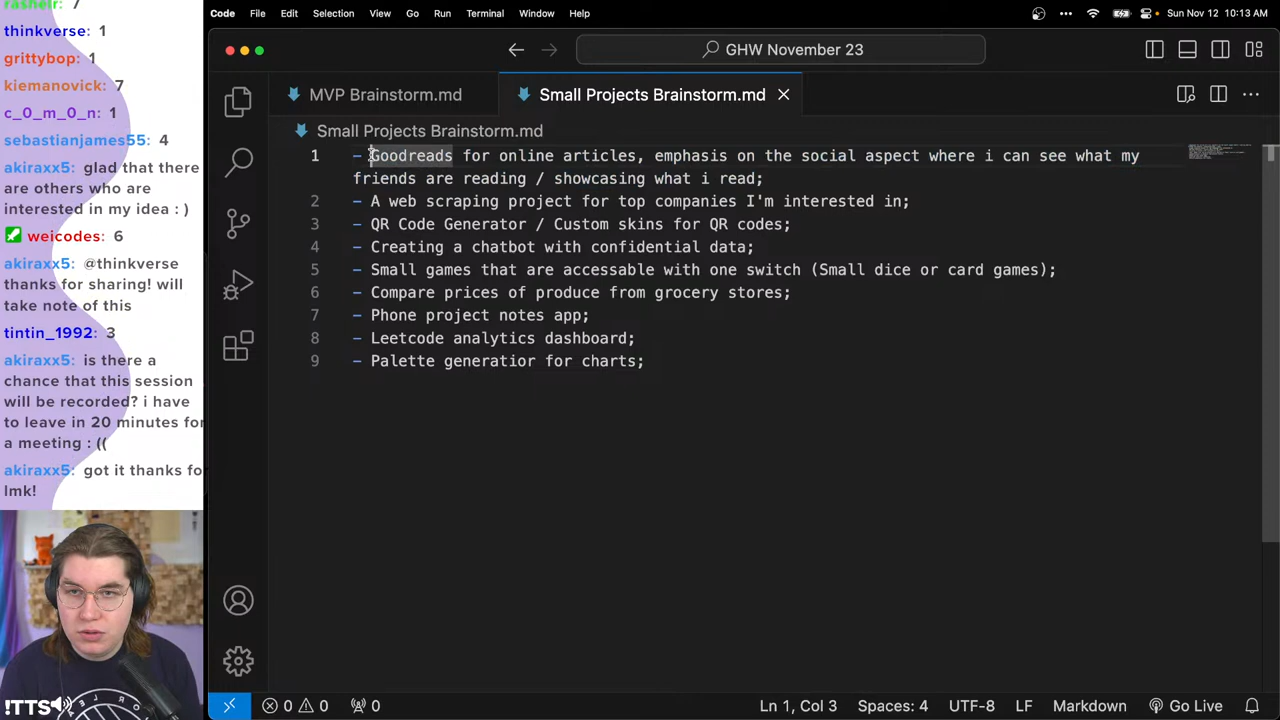 rasheir: 7
thinkverse: 1
grittybop: 1
kiemanovick: 7
c_0_m_0_n: 1
sebastianjames55: 4
akiraxx5: glad that there
are others who are
interested in my idea : )
weicodes: 6
akiraxx5: @thinkverse
thanks for sharing! will
take note of this
tintin_1992: 3
akiraxx5: is there a
chance that this session
will be recorded? i have
to leave in 20 minutes for
a meeting : ((
akiraxx5: got it thanks fo
lmk!
!TTS
Code File Edit Selection View Go Run Terminal Window Help
Sun Nov 12 10:13 AM
GHW November 23
MVP Brainstorm.md
Small Projects Brainstorm.md
Small Projects Brainstorm.md
1 - Goodreads for online articles, emphasis on the social aspect where i can see what my
friends are reading / showcasing what i read;
2 - A web scraping project for top companies I'm interested in;
3 - QR Code Generator / Custom skins for QR codes;
4 - Creating a chatbot with confidential data;
5 - Small games that are accessable with one switch (Small dice or card games);
6 - Compare prices of produce from grocery stores;
7 - Phone project notes app;
8 - Leetcode analytics dashboard;
9 - Palette generatior for charts;
0 0 0
Ln 1, Col 3 Spaces: 4 UTF-8 LF Markdown Go Live